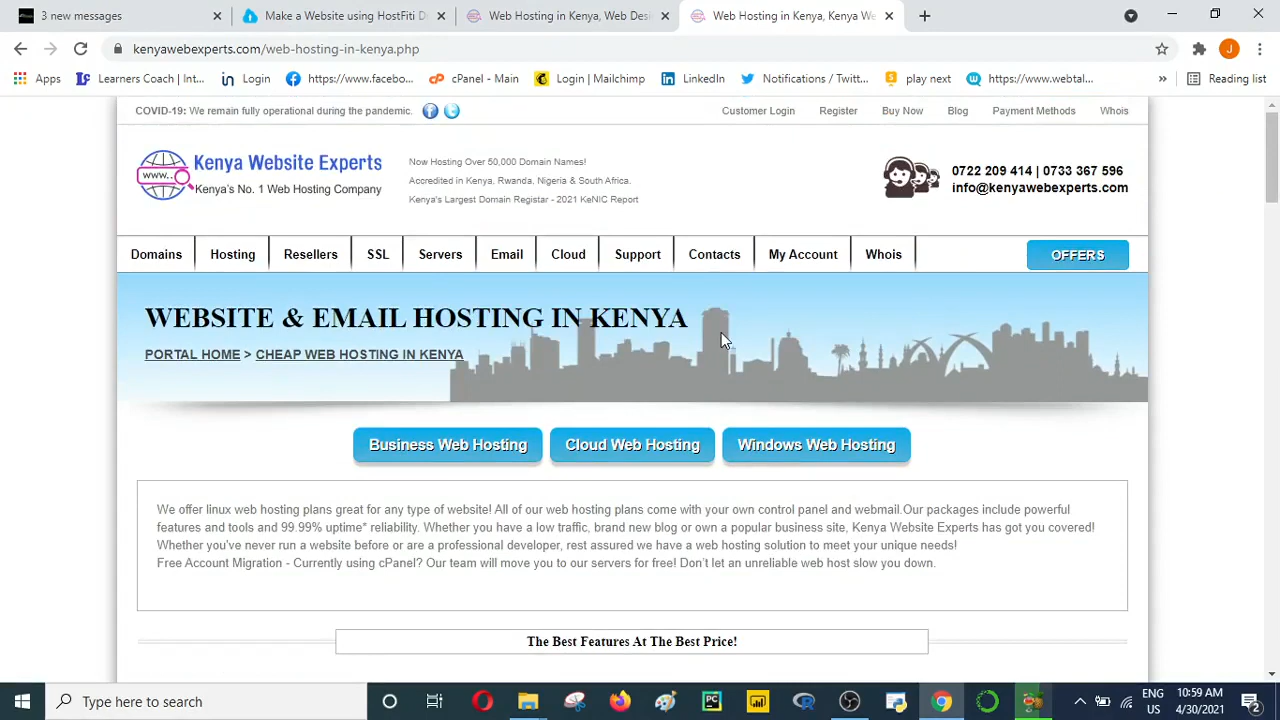 3 new messages
Make a Website using HostFiti Di
Web Hosting in Kenya, Web Desi
Web Hosting in Kenya, Kenya We
kenyawebexperts.com/web-hosting-in-kenya.php
Apps
Learners Coach | Int...
Login
https://www.facebo...
cPanel - Main
Login | Mailchimp
LinkedIn
Notifications / Twitt...
play next
https://www.webtal...
»
Reading list
COVID-19: We remain fully operational during the pandemic.
Customer Login
Register
Buy Now
Blog
Payment Methods
Whois
www..
Kenya Website Experts
Kenya's No. 1 Web Hosting Company
Now Hosting Over 50,000 Domain Names!
Accredited in Kenya, Rwanda, Nigeria & South Africa.
Kenya's Largest Domain Registar - 2021 KeNIC Report
0722 209 414 | 0733 367 596
info@kenyawebexperts.com
Domains
Hosting
Resellers
SSL
Servers
Email
Cloud
Support
Contacts
My Account
Whois
OFFERS
WEBSITE & EMAIL HOSTING IN KENYA
PORTAL HOME > CHEAP WEB HOSTING IN KENYA
Business Web Hosting
Cloud Web Hosting
Windows Web Hosting
We offer linux web hosting plans great for any type of website! All of our web hosting plans come with your own control panel and webmail.Our packages include powerful
features and tools and 99.99% uptime* reliability. Whether you have a low traffic, brand new blog or own a popular business site, Kenya Website Experts has got you covered!
Whether you've never run a website before or are a professional developer, rest assured we have a web hosting solution to meet your unique needs!
Free Account Migration - Currently using cPanel? Our team will move you to our servers for free! Don't let an unreliable web host slow you down.
The Best Features At The Best Price!
Type here to search
ENG
US
10:59 AM
4/30/2021
2